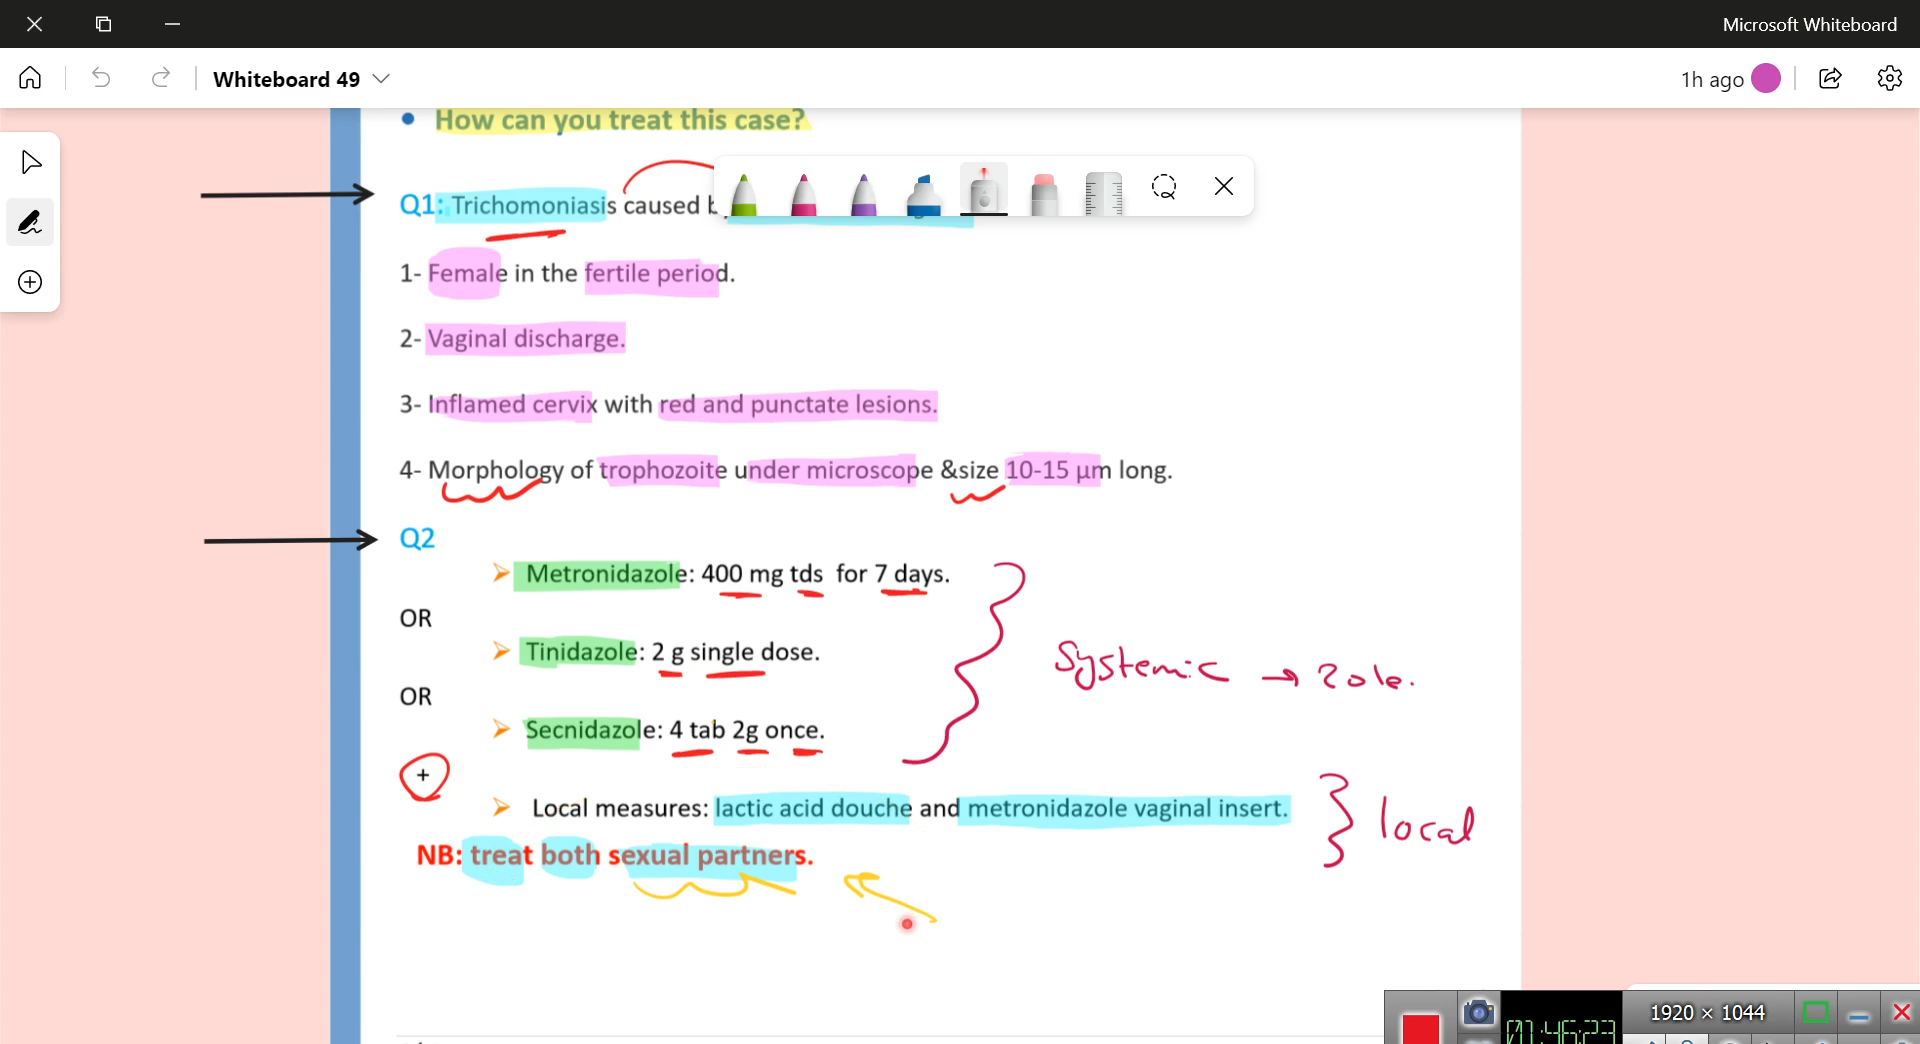 Microsoft Whiteboard
Whiteboard 49
1h ago
How can you treat this case?
Q1: Trichomoniasis caused
1- Female in the fertile period.
2- Vaginal discharge.
3- Inflamed cervix with red and punctate lesions.
4- Morphology of trophozoite under microscope &size 10-15 µm long.
Q2
Metronidazole: 400 mg tds for 7 days.
OR
Tinidazole: 2 g single dose.
Systemic → Zole.
OR
Secnidazole: 4 tab 2g once.
+
Local measures: lactic acid douche and metronidazole vaginal insert.
local
NB: treat both sexual partners.
1920 × 1044
01:46:23